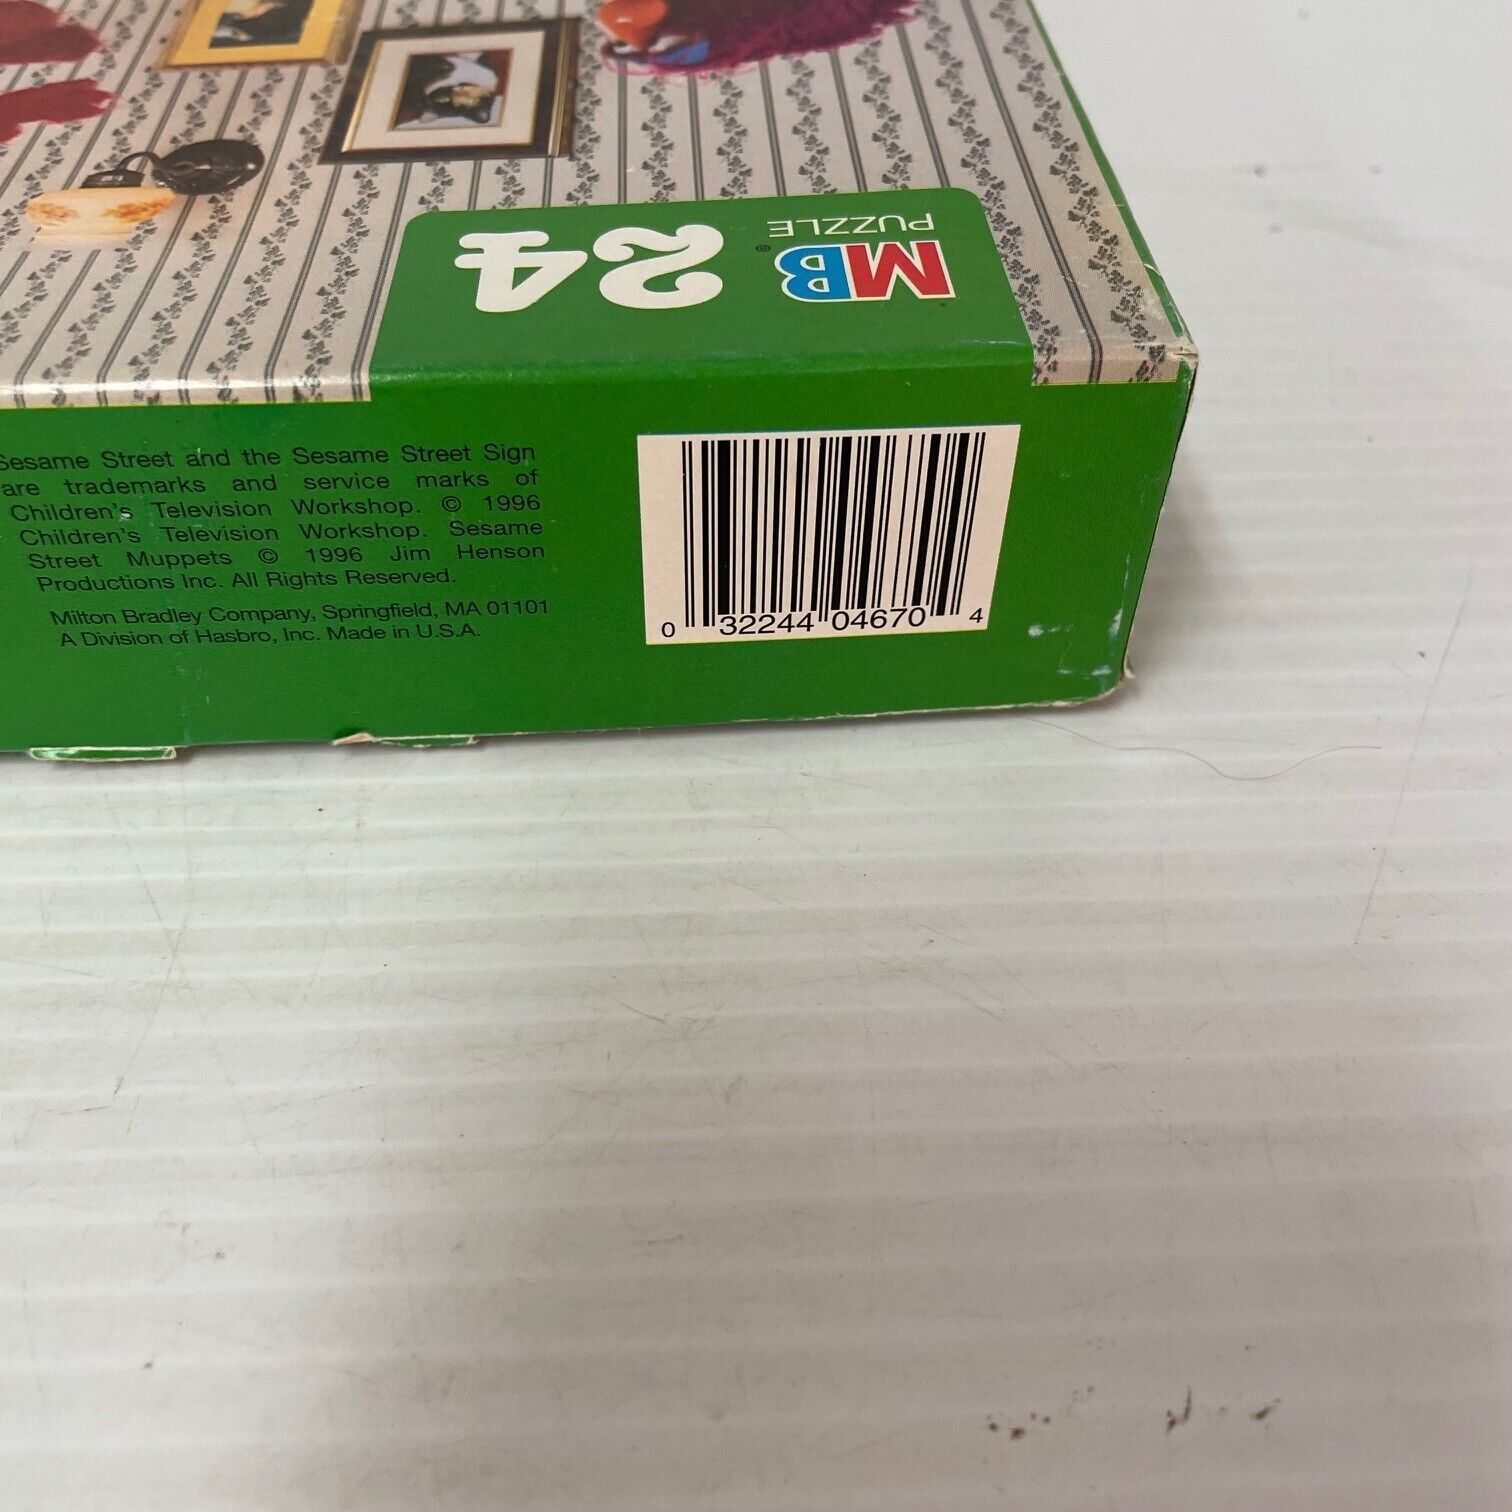 MB® 24
PUZZLE
Sesame Street and the Sesame Street Sign
are trademarks and service marks of
Children's Television Workshop. © 1996
Children's Television Workshop. Sesame
Street Muppets © 1996 Jim Henson
Productions Inc. All Rights Reserved.
Milton Bradley Company, Springfield, MA 01101
A Division of Hasbro, Inc. Made in U.S.A.
0 32244 04670 4